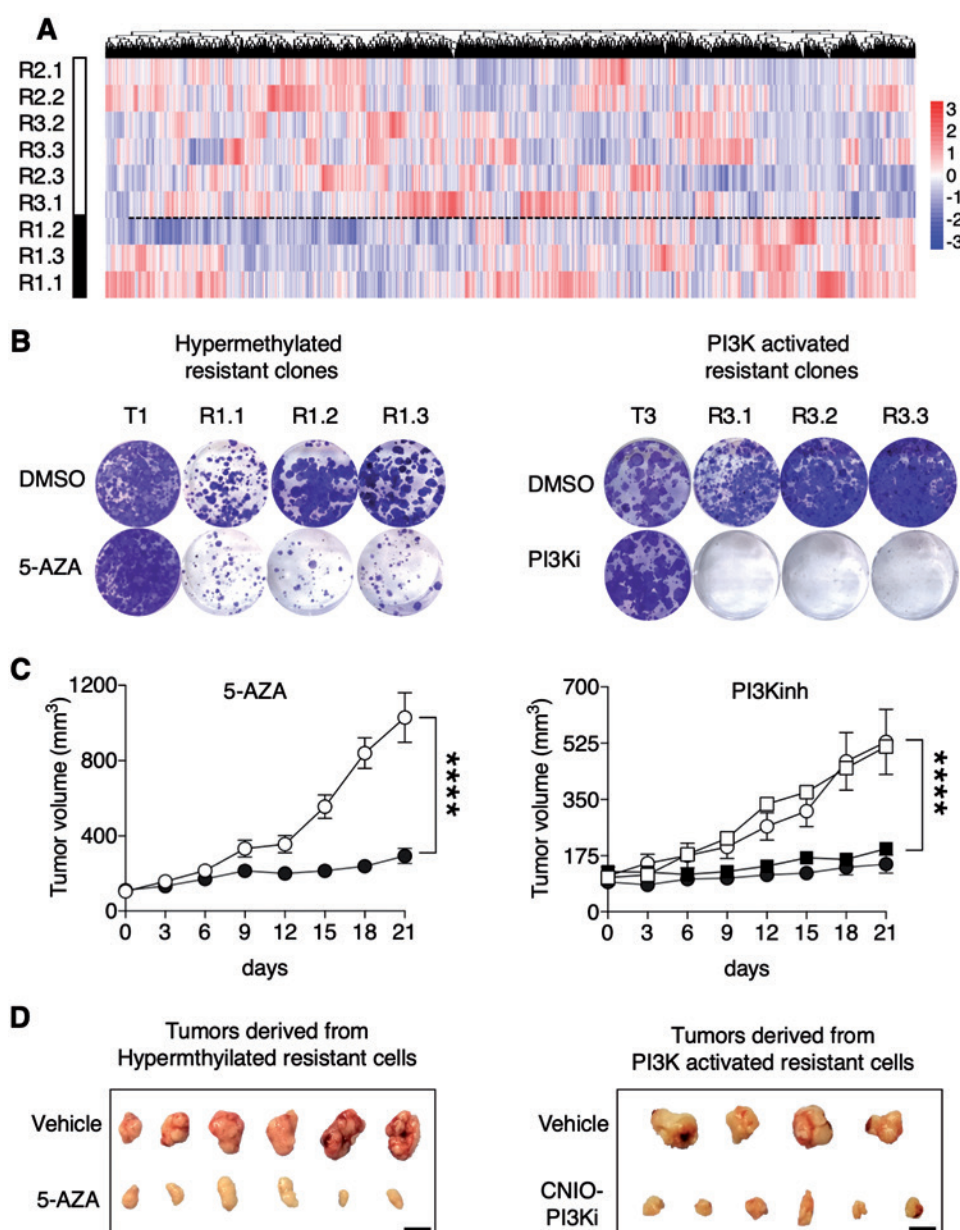 A
R2.1
R2.2
R3.2
R3.3
R2.3
R3.1
R1.2
R1.3
R1.1
3
2
1
0
-1
-2
-3
B
Hypermethylated
resistant clones
T1 R1.1 R1.2 R1.3
DMSO
5-AZA
PI3K activated
resistant clones
T3 R3.1 R3.2 R3.3
DMSO
PI3Ki
C
5-AZA
Tumor volume (mm³)
1200
800
400
0
0 3 6 9 12 15 18 21
days
****
PI3Kinh
Tumor volume (mm³)
700
525
350
175
0
0 3 6 9 12 15 18 21
days
****
D
Tumors derived from
Hypermthyilated resistant cells
Vehicle
5-AZA
Tumors derived from
PI3K activated resistant cells
Vehicle
CNIO-
PI3Ki